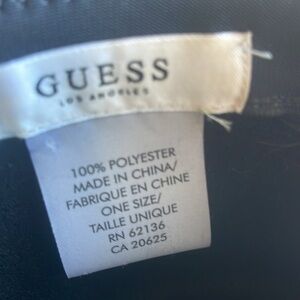 GUESS
LOS ANGELES
100% POLYESTER
MADE IN CHINA/
FABRIQUE EN CHINE
ONE SIZE/
TAILLE UNIQUE
RN 62136
CA 20625